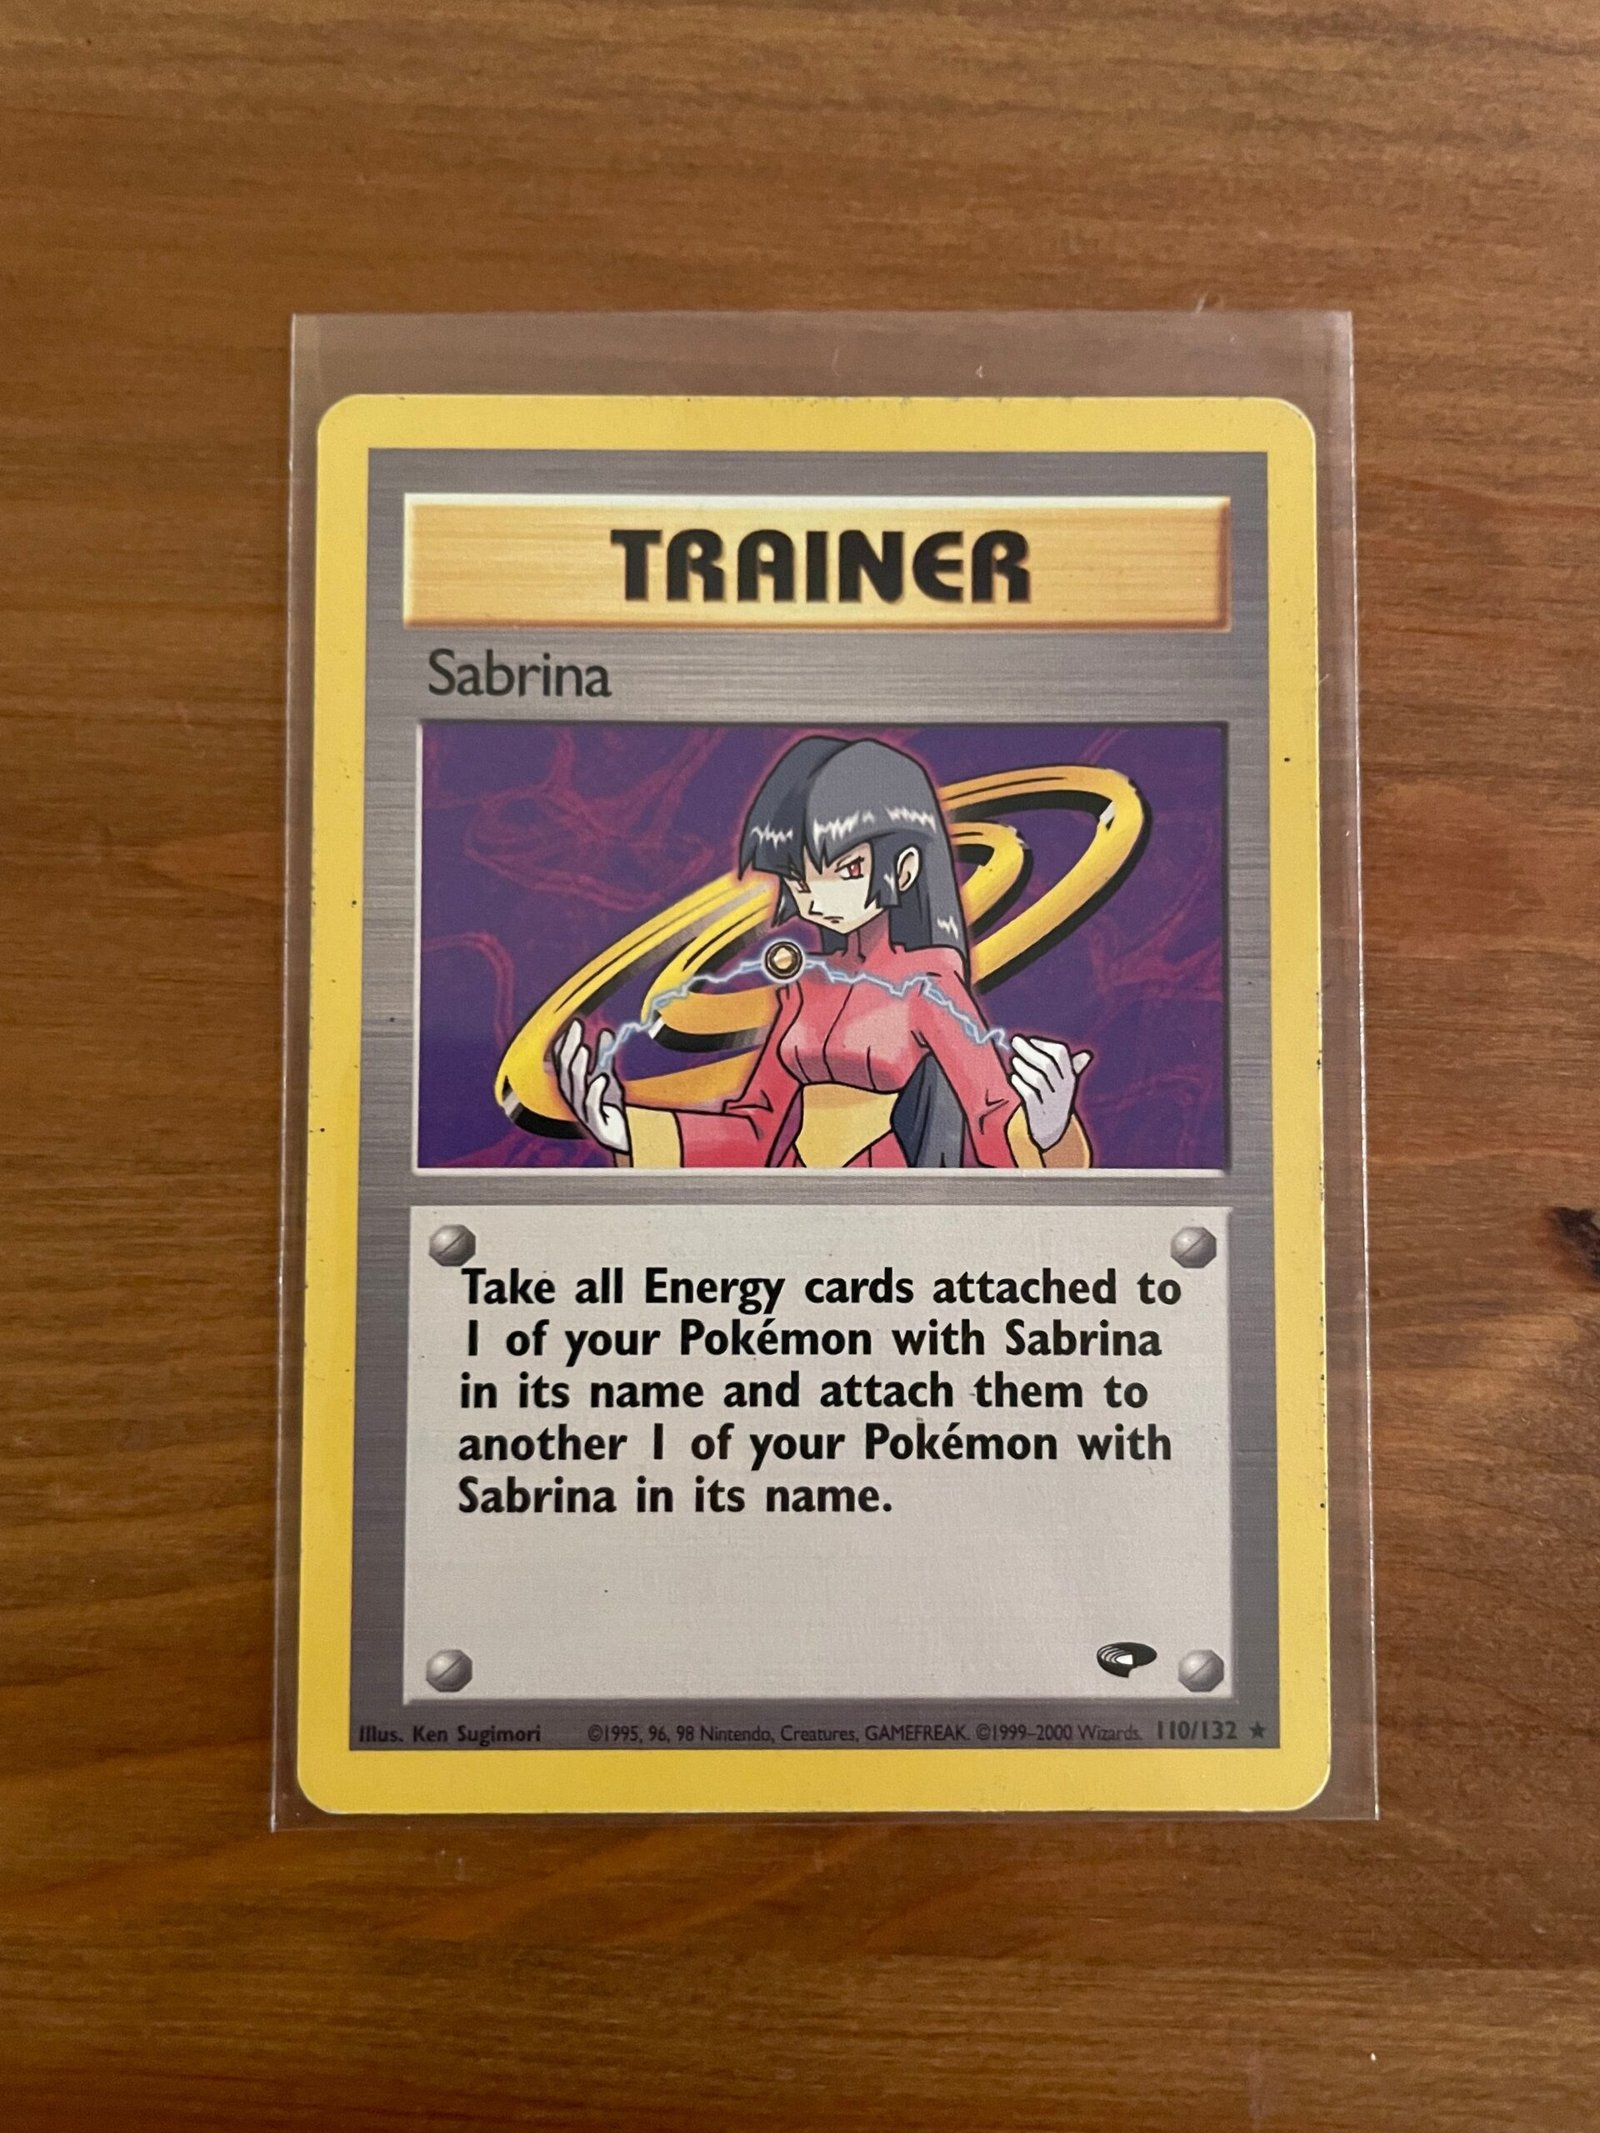 TRAINER
Sabrina
Take all Energy cards attached to
1 of your Pokémon with Sabrina
in its name and attach them to
another 1 of your Pokémon with
Sabrina in its name.
Illus. Ken Sugimori ©1995, 96, 98 Nintendo, Creatures, GAMEFREAK. ©1999–2000 Wizards. 110/132 ★